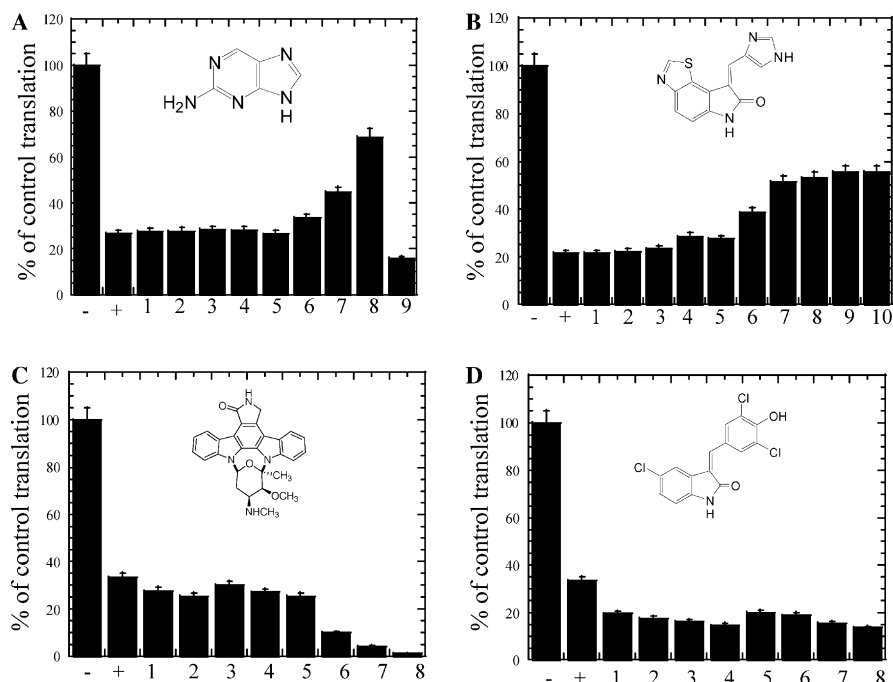 A
% of control translation
120
100
80
60
40
20
0
N
N
H2N
N
N
H
- + 1 2 3 4 5 6 7 8 9
B
% of control translation
120
100
80
60
40
20
0
N
NH
S
N
O
N
H
- + 1 2 3 4 5 6 7 8 9 10
C
% of control translation
120
100
80
60
40
20
0
H
N
O
N
N
O
CH3
OCH3
NHCH3
- + 1 2 3 4 5 6 7 8
D
% of control translation
120
100
80
60
40
20
0
Cl
OH
Cl
Cl
O
N
H
- + 1 2 3 4 5 6 7 8